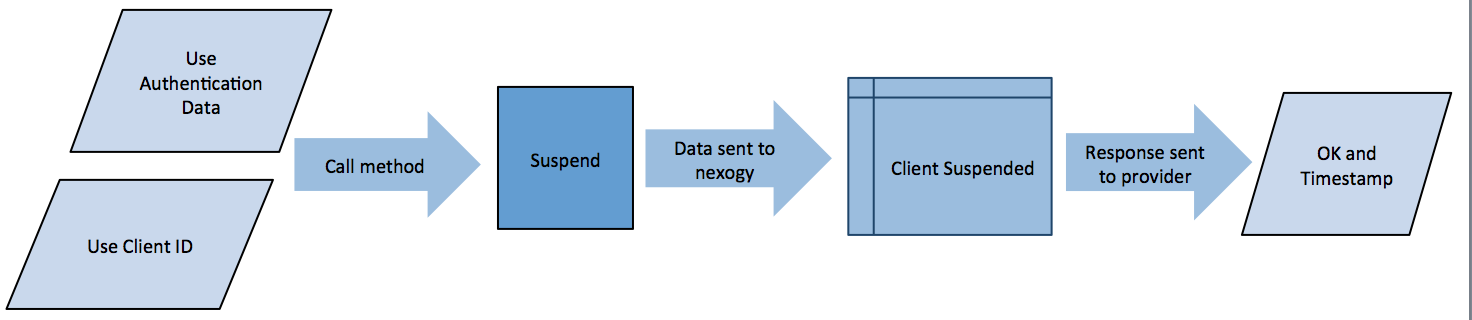 Use
Authentication
Data
Use Client ID
Call method
Suspend
Data sent to
nexogy
Client Suspended
Response sent
to provider
OK and
Timestamp